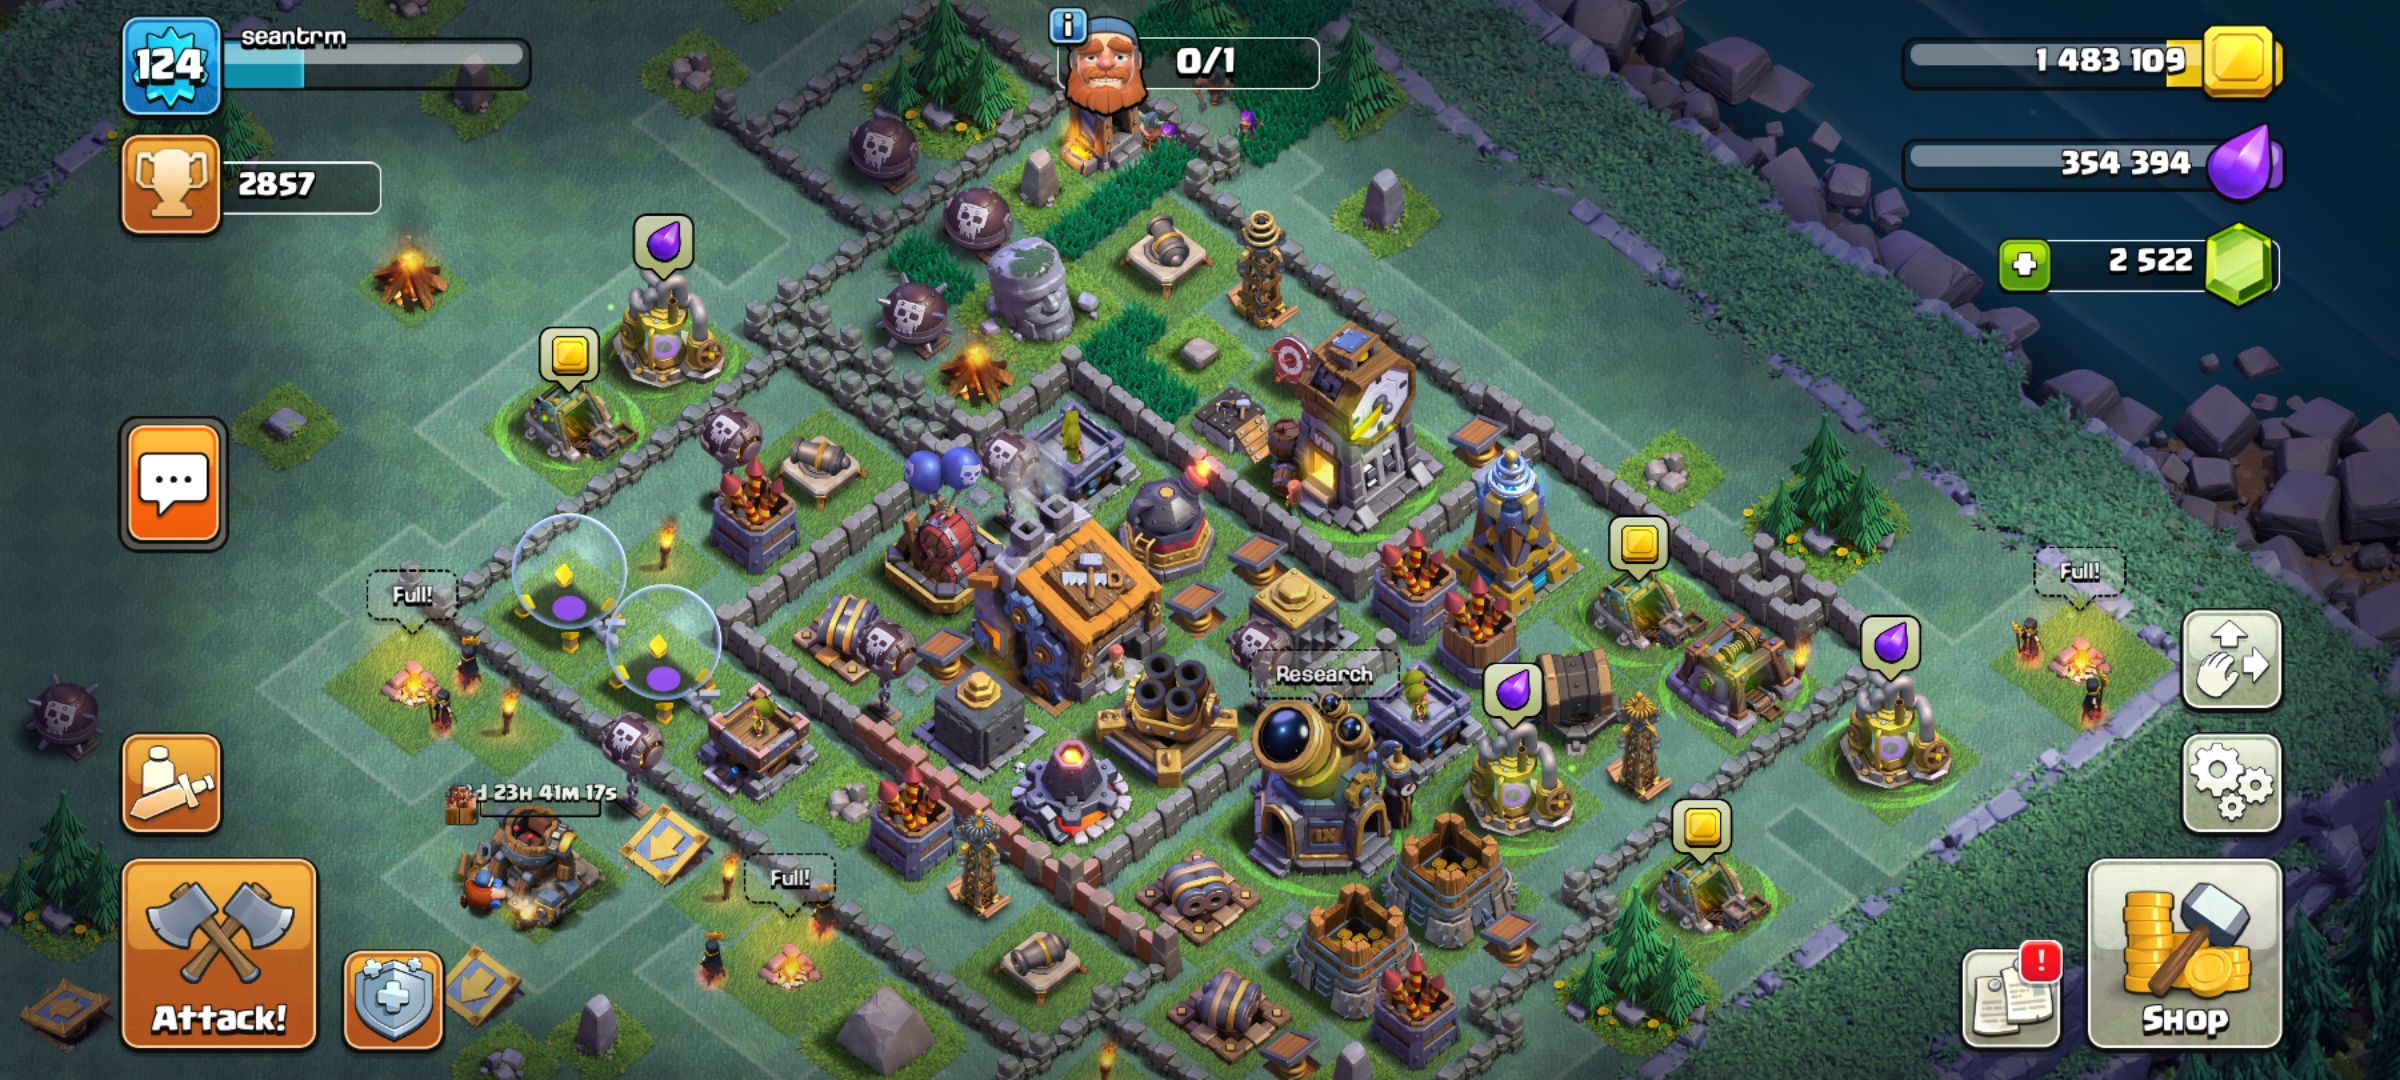 124
seantrm
0/1
1 483 109
2857
354 394
2 522
Full!
Full!
Research
23H 41M 17s
Full!
IX
Attack!
!
Shop